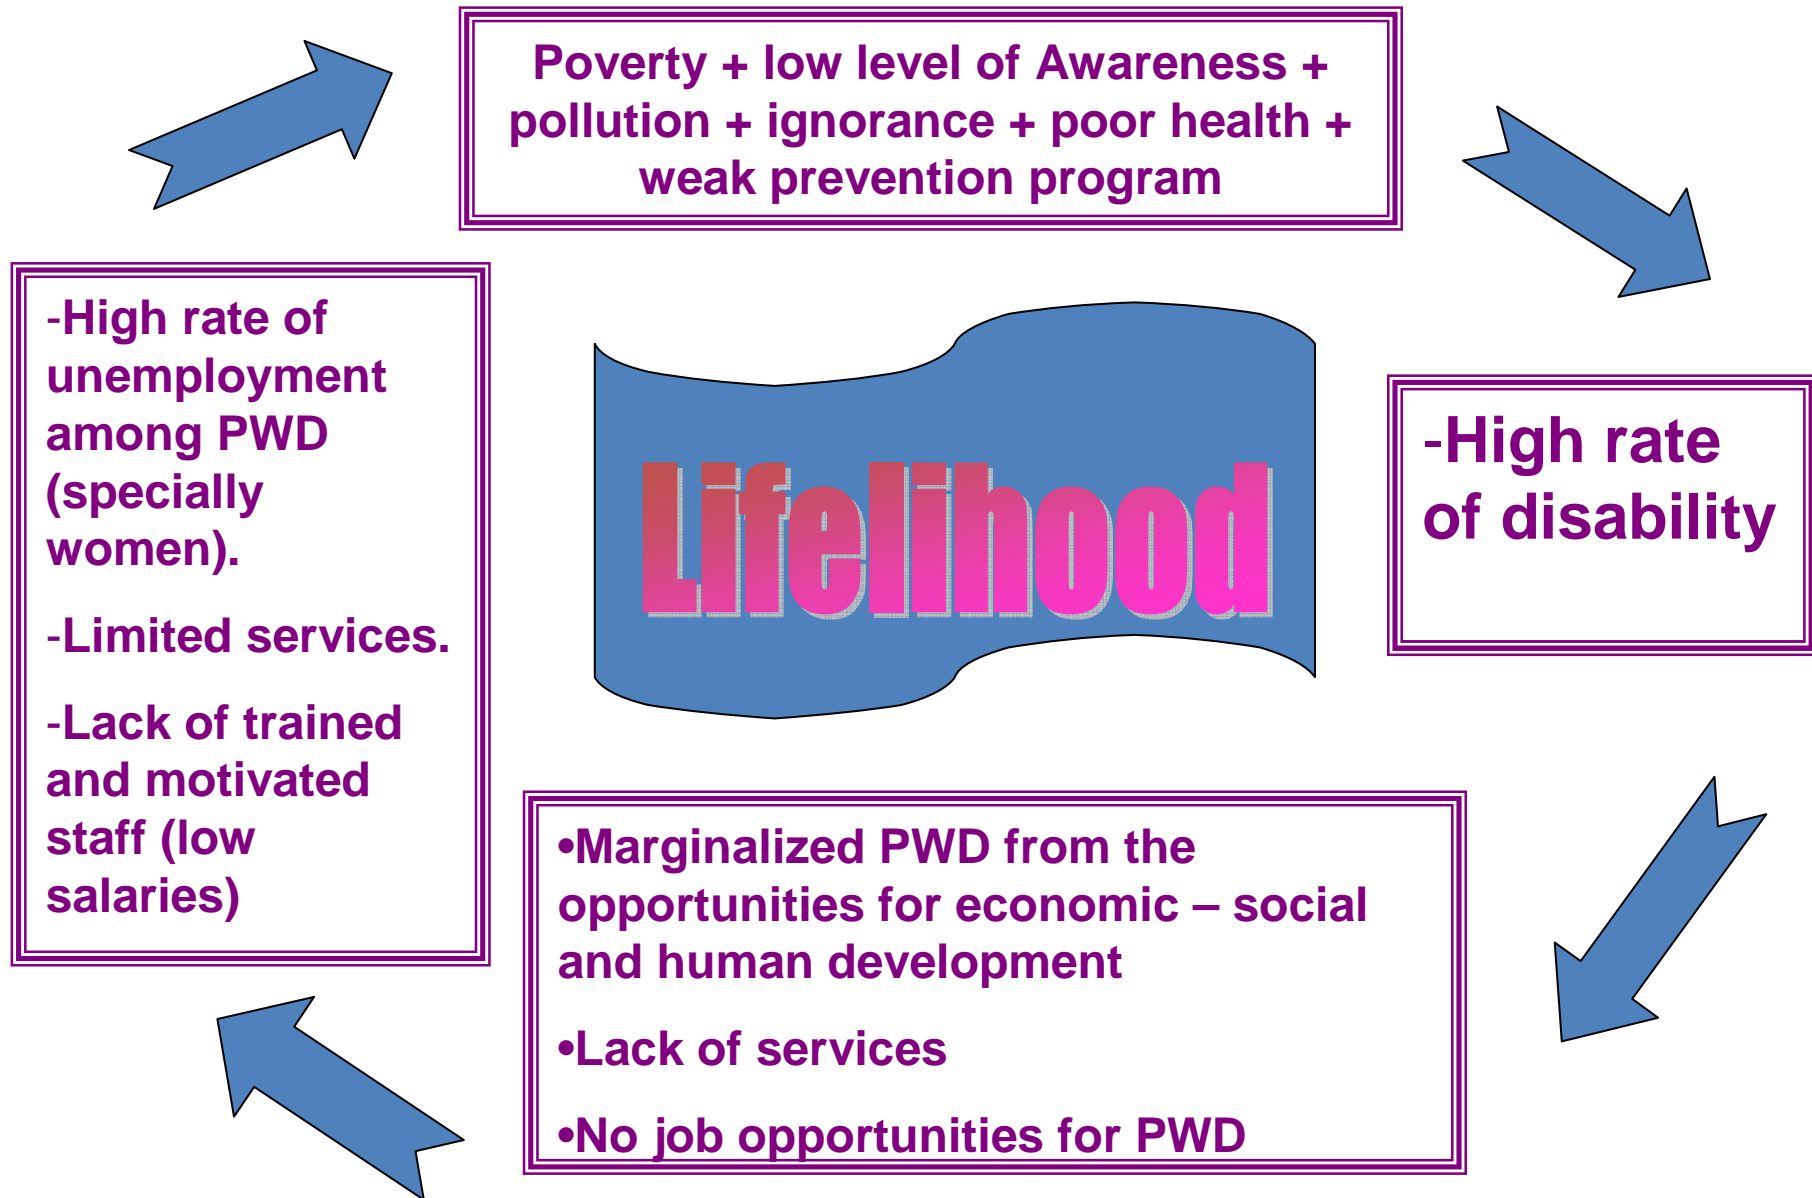 Poverty + low level of Awareness +
pollution + ignorance + poor health +
weak prevention program
-High rate
of disability
•Marginalized PWD from the
opportunities for economic – social
and human development
•Lack of services
•No job opportunities for PWD
-High rate of
unemployment
among PWD
(specially
women).
-Limited services.
-Lack of trained
and motivated
staff (low
salaries)
Lifelihood